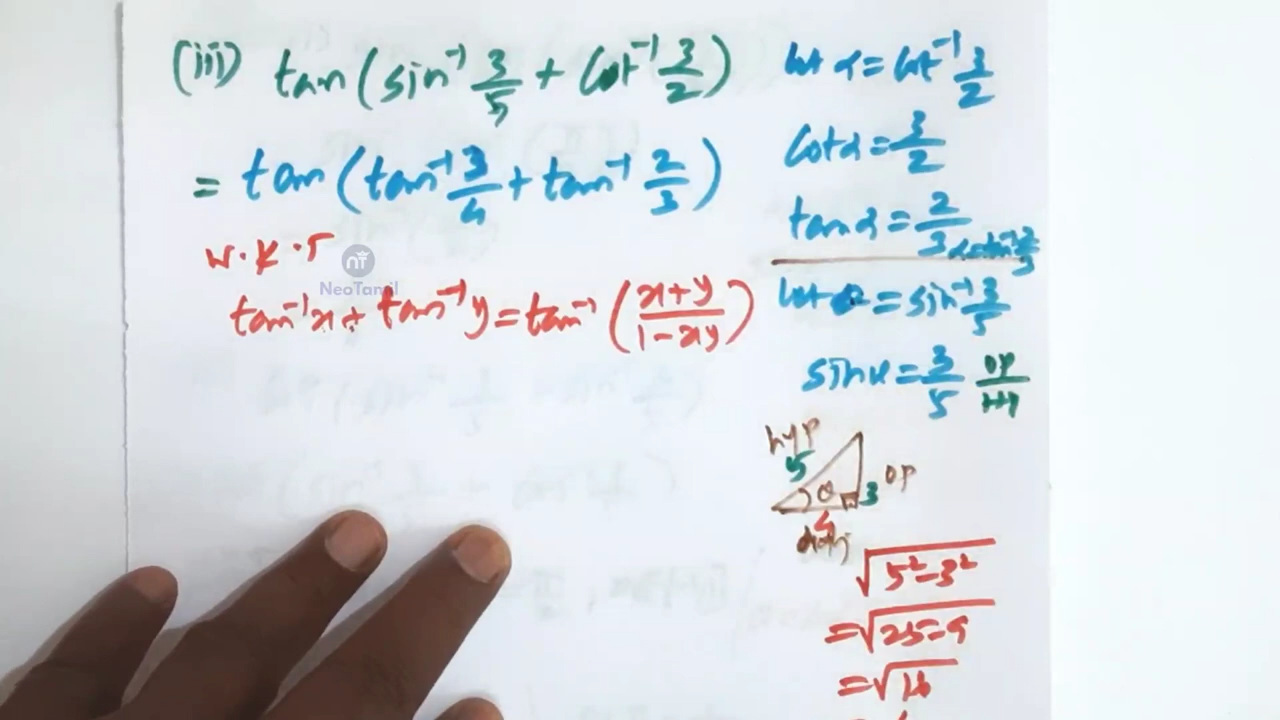 (iii) tan(sin⁻¹ 3/5 + Cot⁻¹ 3/2)
= tan(tan⁻¹ 3/4 + tan⁻¹ 2/3)
W.K.T
NT
NeoTamil
tan⁻¹x + tan⁻¹y = tan⁻¹((x+y)/(1-xy))
let α = Cot⁻¹ 3/2
Cotα = 3/2
tanα = 2/3
let = sin⁻¹ 3/5
sinα = 3/5 op/hyp
hyp
5
θ
3 op
4
adj
√5²-3²
= √25-9
= √16